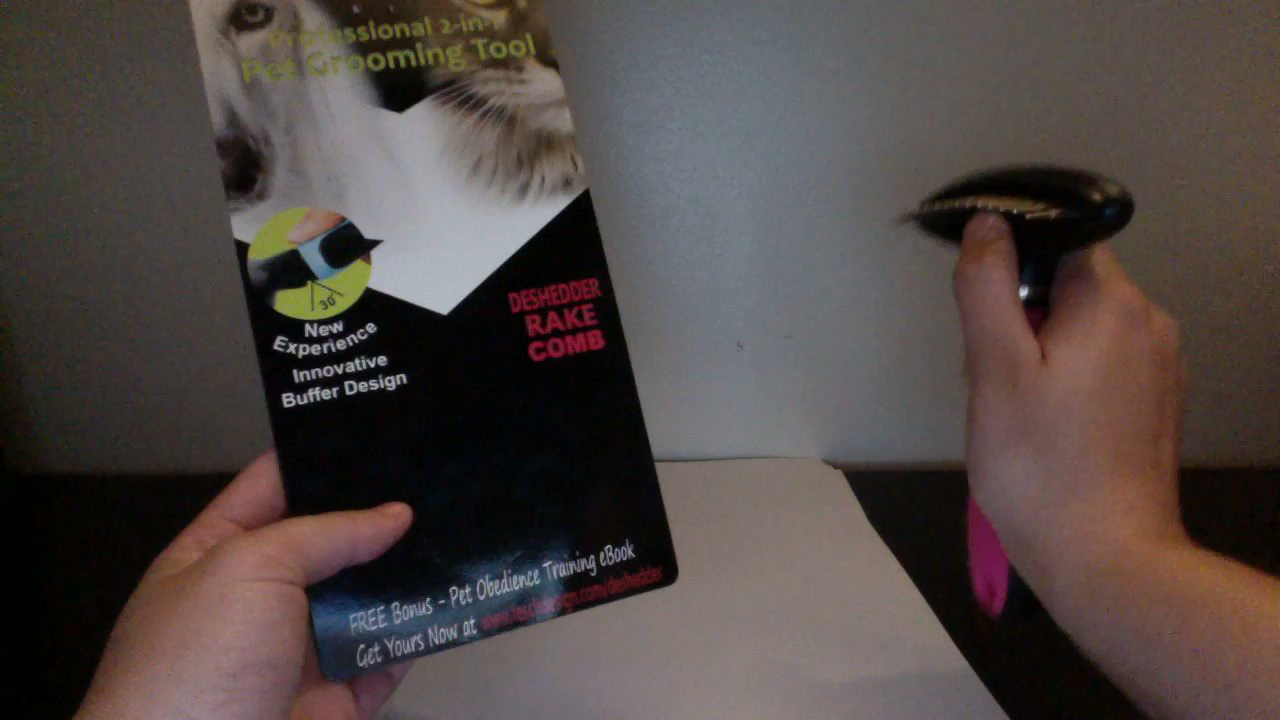 Professional 2-in-1
Pet Grooming Tool
30°
New
Experience
Innovative
Buffer Design
DESHEDDER
RAKE
COMB
FREE Bonus - Pet Obedience Training eBook
Get Yours Now at